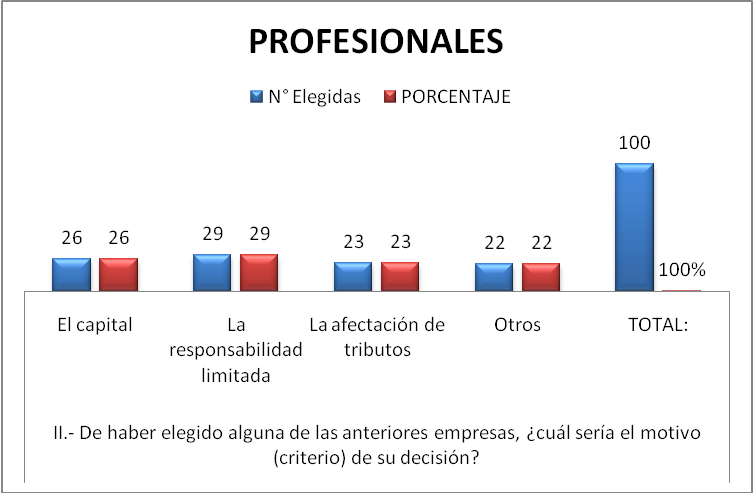 PROFESIONALES
N° Elegidas PORCENTAJE
26 26 29 29 23 23 22 22 100 100%
El capital
La responsabilidad limitada
La afectación de tributos
Otros
TOTAL:
II.- De haber elegido alguna de las anteriores empresas, ¿cuál sería el motivo
(criterio) de su decisión?